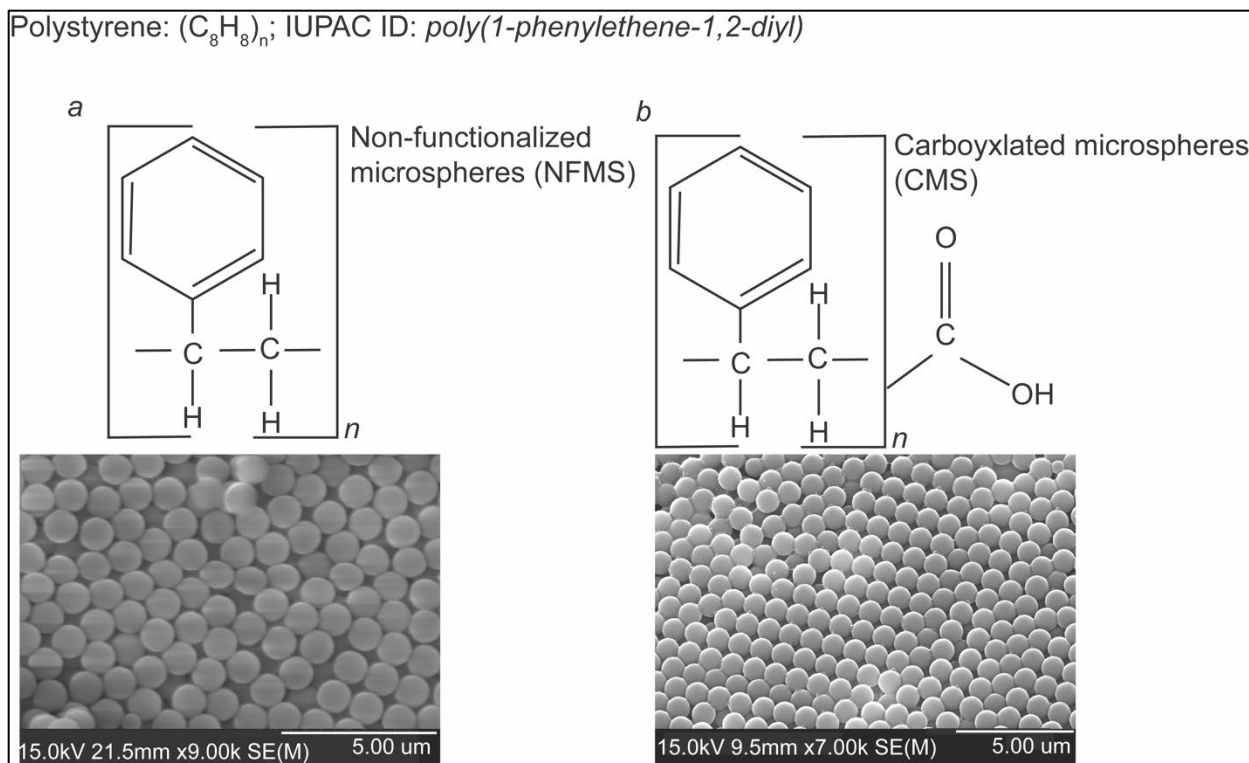 Polystyrene: (C₈H₈)ₙ; IUPAC ID: poly(1-phenylethene-1,2-diyl)
a
Non-functionalized
microspheres (NFMS)
H
C
C
H
H
n
15.0kV 21.5mm x9.00k SE(M)
5.00 um
b
Carboyxlated microspheres
(CMS)
O
C
OH
H
C
C
H
H
n
15.0kV 9.5mm x7.00k SE(M)
5.00 um